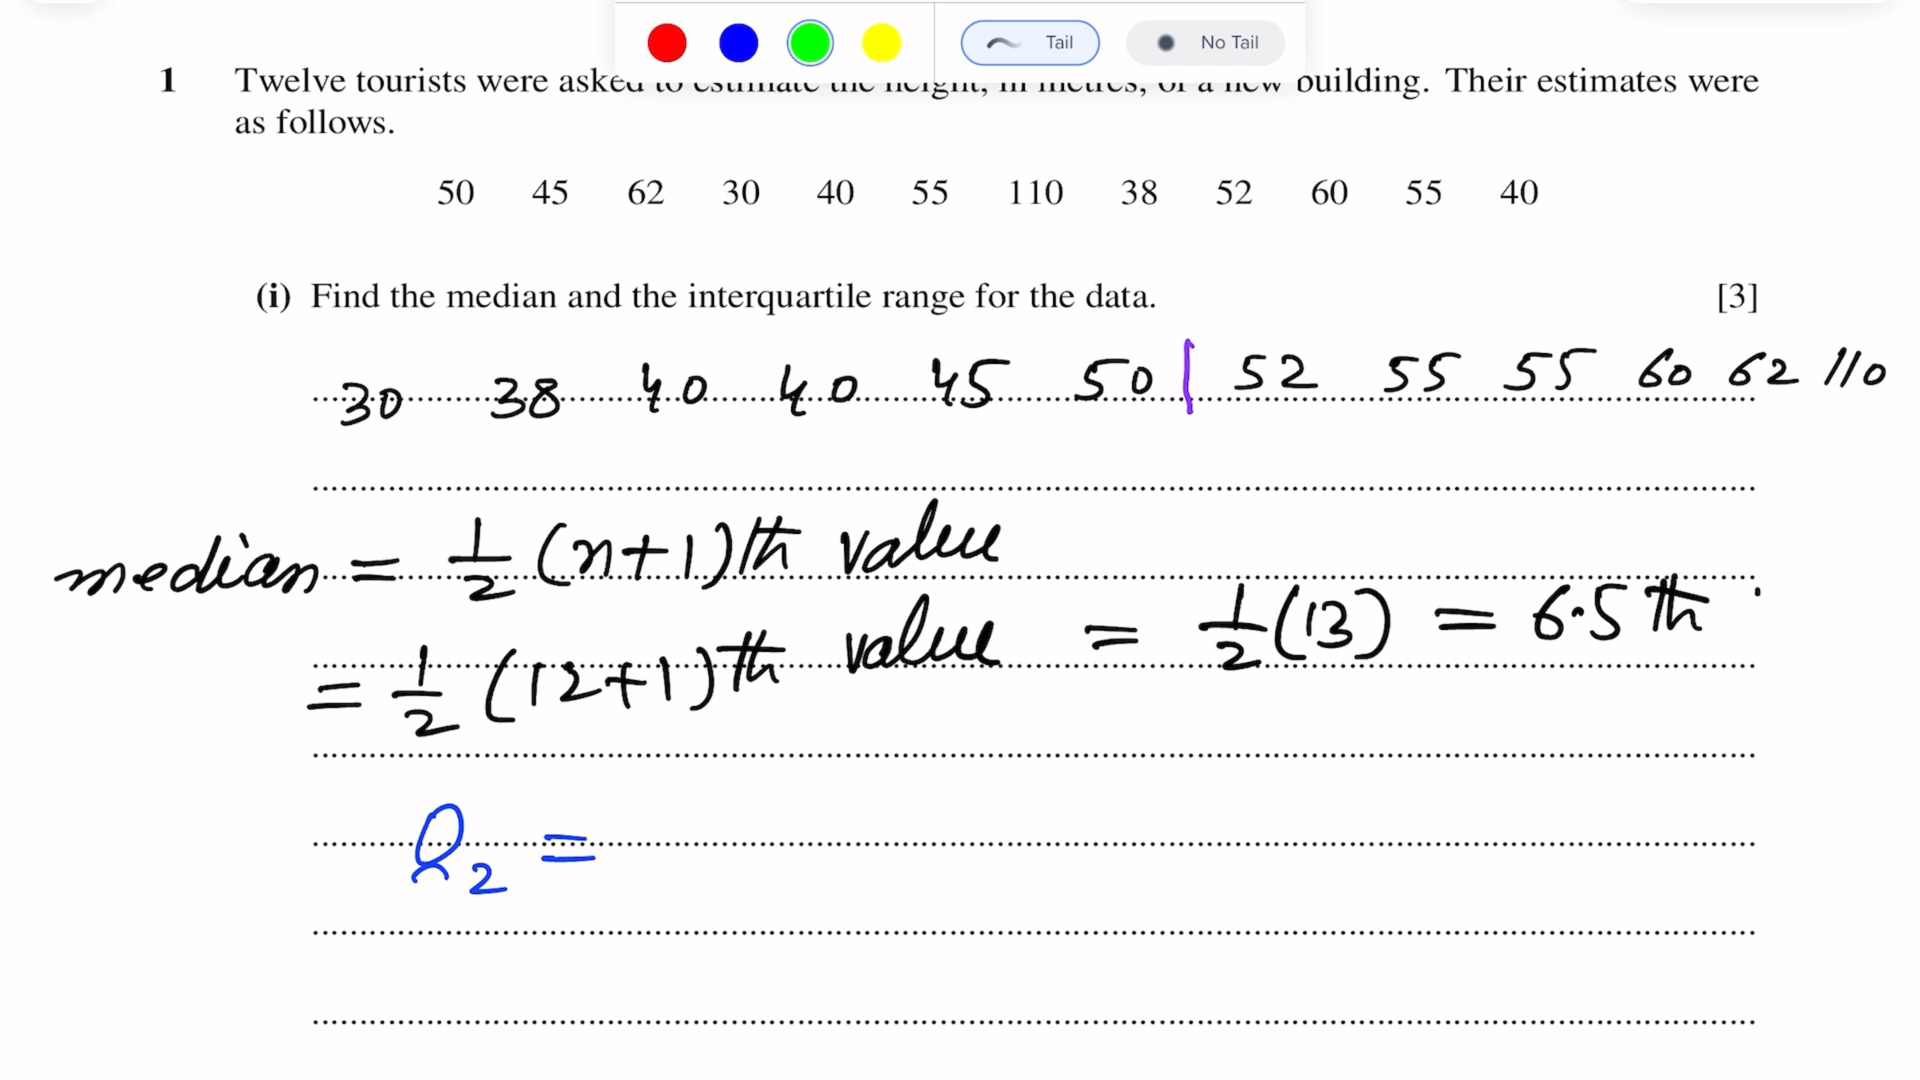 Tail No Tail
1 Twelve tourists were asked to estimate the height, in metres, of a new building. Their estimates were
as follows.
50 45 62 30 40 55 110 38 52 60 55 40
(i) Find the median and the interquartile range for the data. [3]
30 38 40 40 45 50 | 52 55 55 60 62 110
median = 1/2 (n+1)th value
= 1/2 (12+1)th value = 1/2 (13) = 6.5 th
Q2 =